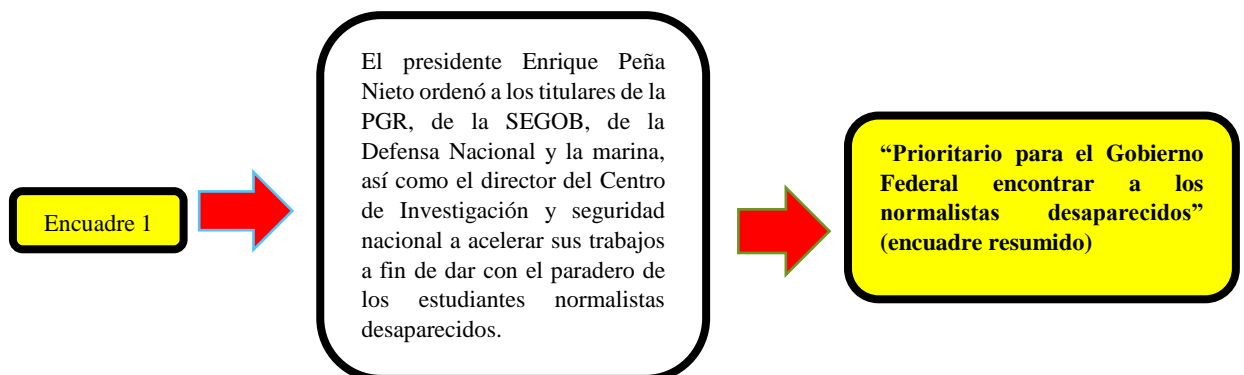 Encuadre 1
El presidente Enrique Peña
Nieto ordenó a los titulares de la
PGR, de la SEGOB, de la
Defensa Nacional y la marina,
así como el director del Centro
de Investigación y seguridad
nacional a acelerar sus trabajos
a fin de dar con el paradero de
los estudiantes normalistas
desaparecidos.
“Prioritario para el Gobierno
Federal encontrar a los
normalistas desaparecidos”
(encuadre resumido)